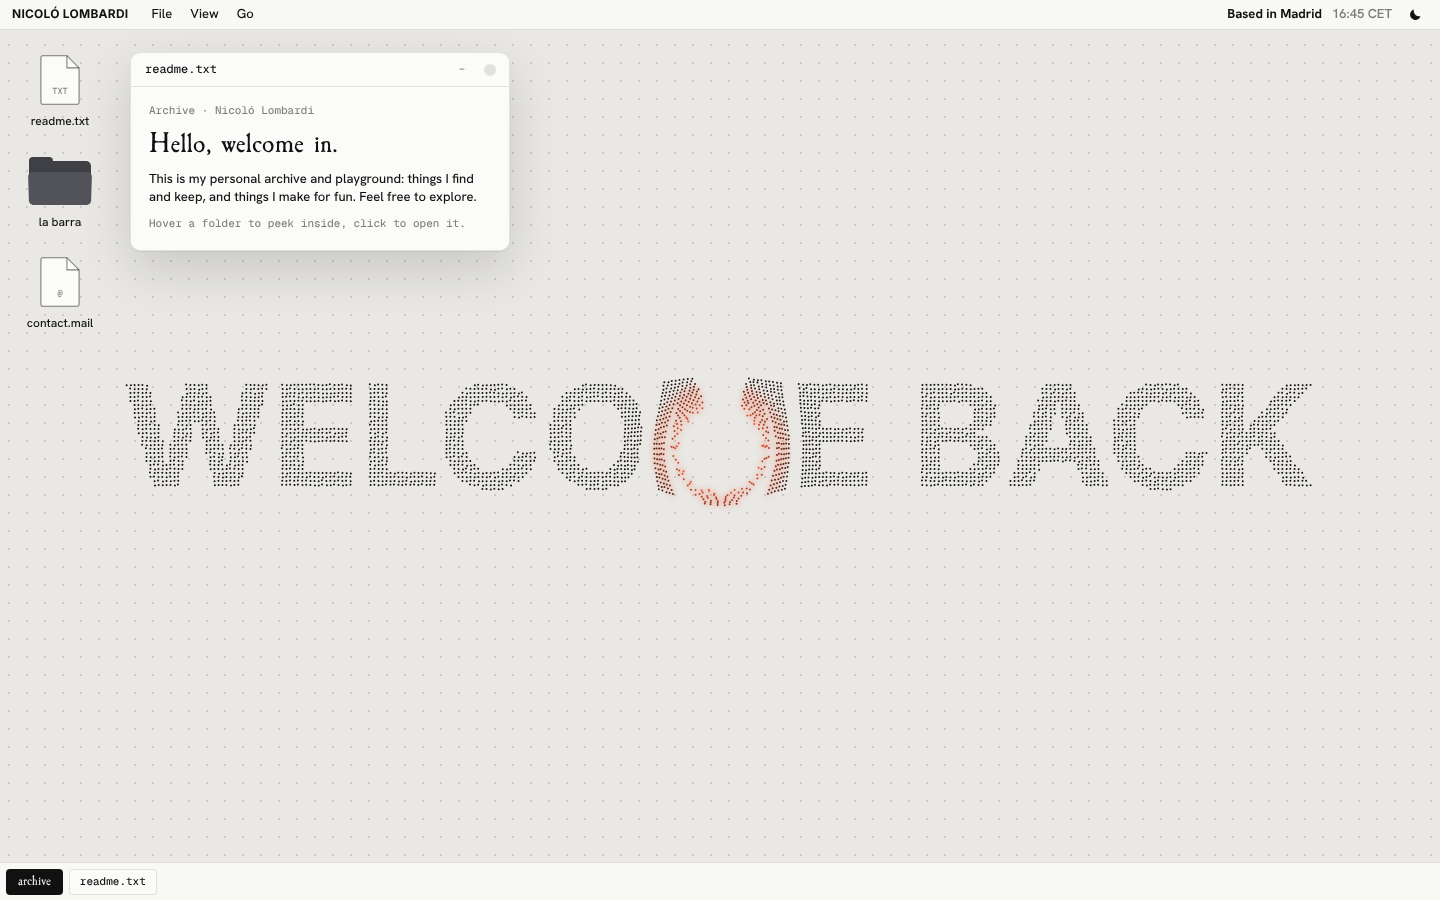 NICOLÓ LOMBARDI File View Go
Based in Madrid 16:45 CET
TXT
readme.txt
la barra
@
contact.mail
readme.txt
Archive · Nicoló Lombardi
Hello, welcome in.
This is my personal archive and playground: things I find
and keep, and things I make for fun. Feel free to explore.
Hover a folder to peek inside, click to open it.
WELCOME BACK
archive readme.txt